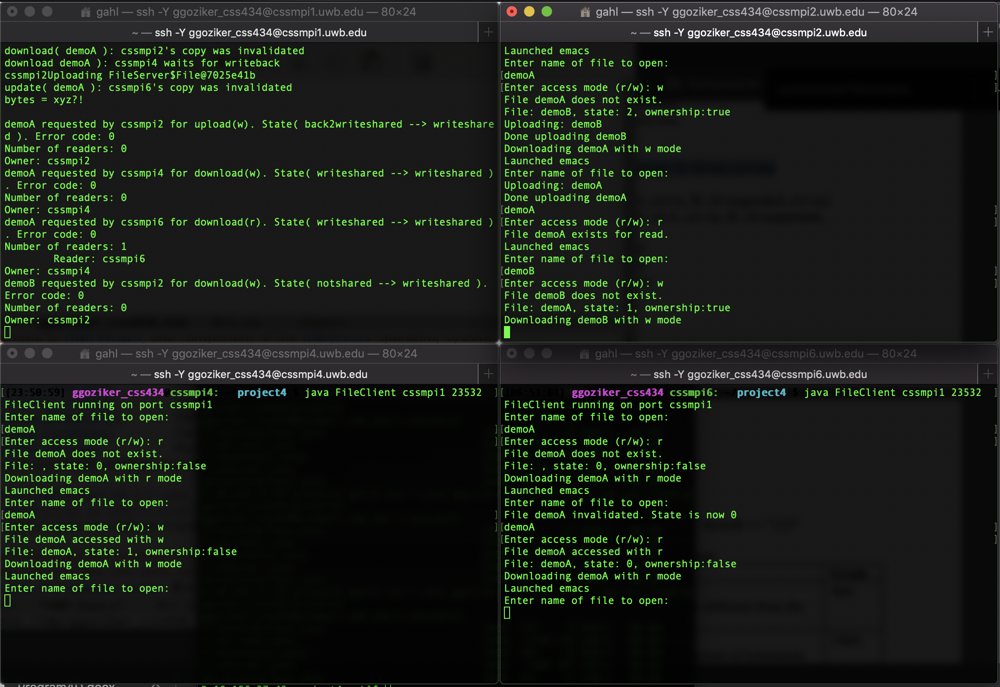 gahl — ssh -Y ggoziker_css434@cssmpi1.uwb.edu — 80×24
~ — ssh -Y ggoziker_css434@cssmpi1.uwb.edu
download( demoA ): cssmpi2's copy was invalidated
download demoA ): cssmpi4 waits for writeback
cssmpi2Uploading FileServer$File@7025e41b
update( demoA ): cssmpi6's copy was invalidated
bytes = xyz?!
demoA requested by cssmpi2 for upload(w). State( back2writeshared --> writeshare
d ). Error code: 0
Number of readers: 0
Owner: cssmpi2
demoA requested by cssmpi4 for download(w). State( writeshared --> writeshared )
. Error code: 0
Number of readers: 0
Owner: cssmpi4
demoA requested by cssmpi6 for download(r). State( writeshared --> writeshared )
. Error code: 0
Number of readers: 1
Reader: cssmpi6
Owner: cssmpi4
demoB requested by cssmpi2 for download(w). State( notshared --> writeshared ).
Error code: 0
Number of readers: 0
Owner: cssmpi2
gahl — ssh -Y ggoziker_css434@cssmpi2.uwb.edu — 80×24
~ — ssh -Y ggoziker_css434@cssmpi2.uwb.edu
Launched emacs
Enter name of file to open:
[demoA ]
[Enter access mode (r/w): w ]
File demoA does not exist.
File: demoB, state: 2, ownership:true
Uploading: demoB
Done uploading demoB
Downloading demoA with w mode
Launched emacs
Enter name of file to open:
Uploading: demoA
Done uploading demoA
[demoA ]
[Enter access mode (r/w): r ]
File demoA exists for read.
Launched emacs
Enter name of file to open:
[demoB ]
[Enter access mode (r/w): w ]
File demoB does not exist.
File: demoA, state: 1, ownership:true
Downloading demoB with w mode
gahl — ssh -Y ggoziker_css434@cssmpi4.uwb.edu — 80×24
~ — ssh -Y ggoziker_css434@cssmpi4.uwb.edu
[[23:50:59] ggoziker_css434@cssmpi4: ~/project4 $ java FileClient cssmpi1 23532 ]
FileClient running on port cssmpi1
Enter name of file to open:
[demoA ]
[Enter access mode (r/w): r ]
File demoA does not exist.
File: , state: 0, ownership:false
Downloading demoA with r mode
Launched emacs
Enter name of file to open:
[demoA ]
[Enter access mode (r/w): w ]
File demoA accessed with w
File: demoA, state: 1, ownership:false
Downloading demoA with w mode
Launched emacs
Enter name of file to open:
gahl — ssh -Y ggoziker_css434@cssmpi6.uwb.edu — 80×24
~ — ssh -Y ggoziker_css434@cssmpi6.uwb.edu
[[06:51:01] ggoziker_css434 cssmpi6: ~/project4 $ java FileClient cssmpi1 23532 ]
FileClient running on port cssmpi1
Enter name of file to open:
[demoA ]
[Enter access mode (r/w): r ]
File demoA does not exist.
File: , state: 0, ownership:false
Downloading demoA with r mode
Launched emacs
Enter name of file to open:
File demoA invalidated. State is now 0
[demoA ]
[Enter access mode (r/w): r ]
File demoA accessed with r
File: demoA, state: 0, ownership:false
Downloading demoA with r mode
Launched emacs
Enter name of file to open: